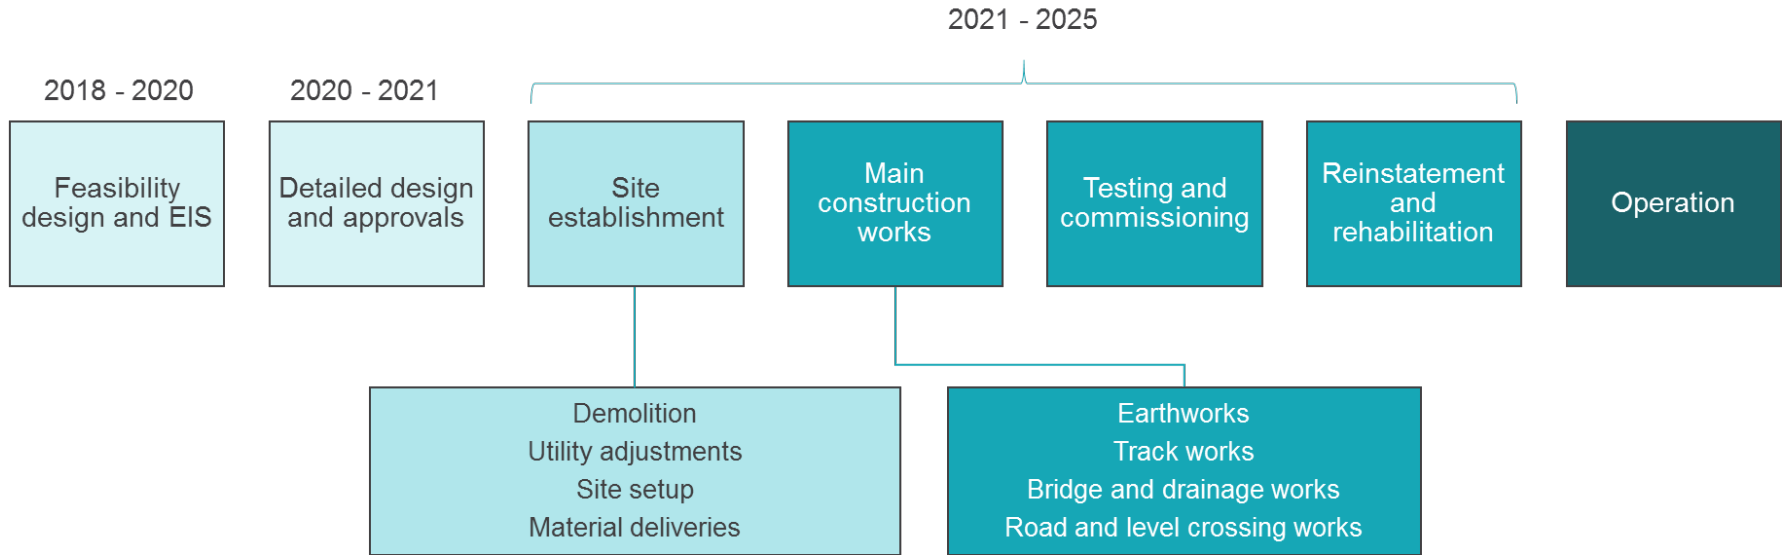 2021 - 2025
2018 - 2020
2020 - 2021
Feasibility
design and EIS
Detailed design
and approvals
Site
establishment
Main
construction
works
Testing and
commissioning
Reinstatement
and
rehabilitation
Operation
Demolition
Utility adjustments
Site setup
Material deliveries
Earthworks
Track works
Bridge and drainage works
Road and level crossing works